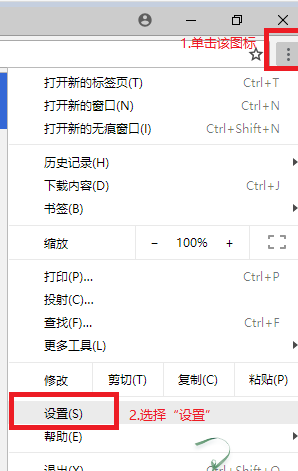 1.单击该图标
打开新的标签页(T) Ctrl+T
打开新的窗口(N) Ctrl+N
打开新的无痕窗口(I) Ctrl+Shift+N
历史记录(H)
下载内容(D) Ctrl+J
书签(B)
缩放 − 100% +
打印(P)... Ctrl+P
投射(C)...
查找(F)... Ctrl+F
更多工具(L)
修改 剪切(T) 复制(C) 粘贴(P)
设置(S) 2.选择“设置”
帮助(E)
退出(X) Ctrl+Shift+Q